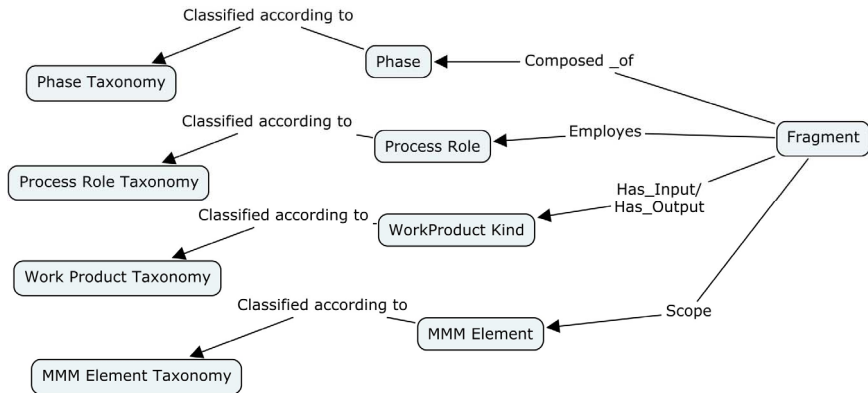 Classified according to
Phase
Composed _of
Phase Taxonomy
Classified according to
Employes
Fragment
Process Role
Process Role Taxonomy
Has_Input/
Has_Output
Classified according to
WorkProduct Kind
Work Product Taxonomy
Classified according to
Scope
MMM Element
MMM Element Taxonomy